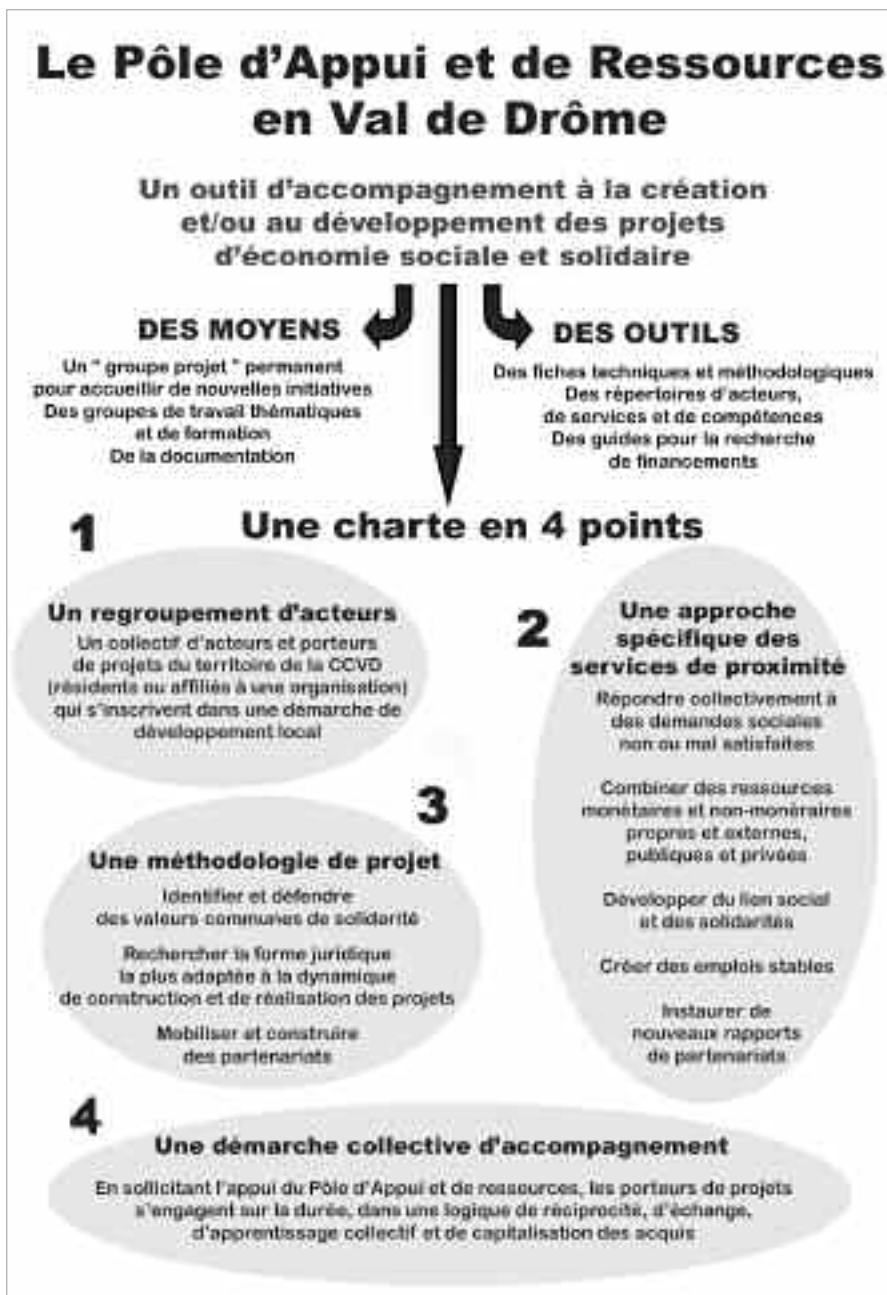 Le Pôle d'Appui et de Ressources
en Val de Drôme
Un outil d'accompagnement à la création
et/ou au développement des projets
d'économie sociale et solidaire
DES MOYENS
Un " groupe projet " permanent
pour accueillir de nouvelles initiatives
Des groupes de travail thématiques
et de formation
De la documentation
DES OUTILS
Des fiches techniques et méthodologiques
Des répertoires d'acteurs,
de services et de compétences
Des guides pour la recherche
de financements
Une charte en 4 points
1
Un regroupement d'acteurs
Un collectif d'acteurs et porteurs
de projets du territoire de la CCVD
(résidents ou affiliés à une organisation)
qui s'inscrivent dans une démarche de
développement local
2
Une approche
spécifique des
services de proximité
Répondre collectivement à
des demandes sociales
non ou mal satisfaites
Combiner des ressources
monétaires et non-monéraires
propres et externes,
publiques et privées
Développer du lien social
et des solidarités
Créer des emplois stables
Instaurer de
nouveaux rapports
de partenariats
3
Une méthodologie de projet
Identifier et défendre
des valeurs communes de solidarité
Rechercher la forme juridique
la plus adaptée à la dynamique
de construction et de réalisation des projets
Mobiliser et construire
des partenariats
4
Une démarche collective d'accompagnement
En sollicitant l'appui du Pôle d'Appui et de ressources, les porteurs de projets
s'engagent sur la durée, dans une logique de réciprocité, d'échange,
d'apprentissage collectif et de capitalisation des acquis